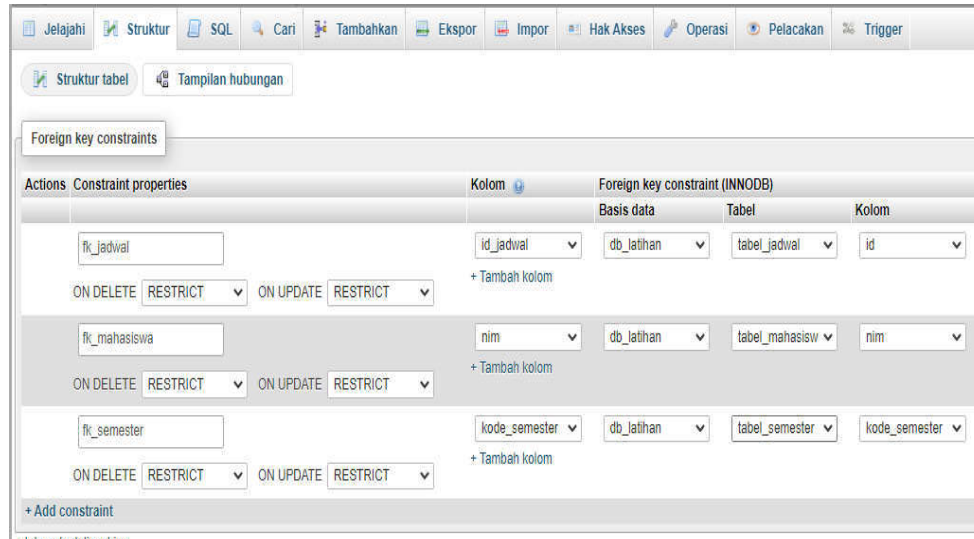 Jelajahi Struktur SQL Cari Tambahkan Ekspor Impor Hak Akses Operasi Pelacakan Trigger
Struktur tabel Tampilan hubungan
Foreign key constraints
Actions Constraint properties Kolom Foreign key constraint (INNODB)
Basis data Tabel Kolom
fk_jadwal id_jadwal db_latihan tabel_jadwal id
+ Tambah kolom
ON DELETE RESTRICT ON UPDATE RESTRICT
fk_mahasiswa nim db_latihan tabel_mahasisw nim
+ Tambah kolom
ON DELETE RESTRICT ON UPDATE RESTRICT
fk_semester kode_semester db_latihan tabel_semester kode_semester
+ Tambah kolom
ON DELETE RESTRICT ON UPDATE RESTRICT
+ Add constraint